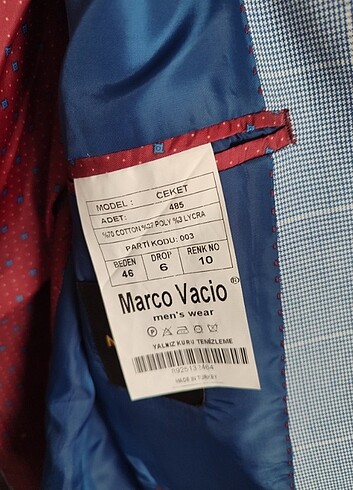 MODEL : CEKET
ADET: 485
%70 COTTON %27 POLY %3 LYCRA
PARTİ KODU: 003
BEDEN DROP RENK NO
46 6 10
Marco Vacio ®
men's wear
YALNIZ KURU TEMİZLEME
MADE IN TURKEY